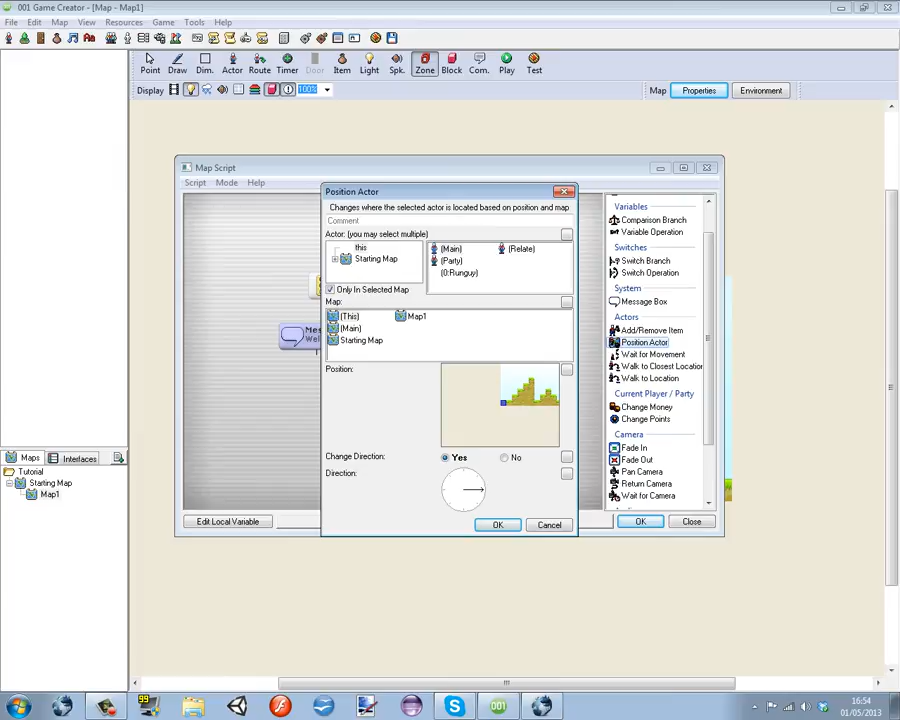 001 Game Creator - [Map - Map1]
File Edit Map View Resources Game Tools Help
Point Draw Dim. Actor Route Timer Door Item Light Spk. Zone Block Com. Play Test
Display 100% Map Properties Environment
Map Script
Script Mode Help
Position Actor
Changes where the selected actor is located based on position and map
Comment
Actor: (you may select multiple)
this
Starting Map
(Main) (Relate)
(Party)
(0:Runguy)
Only In Selected Map
Map:
(This) Map1
(Main)
Starting Map
Position:
Change Direction: Yes No
Direction:
OK Cancel
Mes
Welc
Edit Local Variable
OK Close
Variables
Comparison Branch
Variable Operation
Switches
Switch Branch
Switch Operation
System
Message Box
Actors
Add/Remove Item
Position Actor
Wait for Movement
Walk to Closest Location
Walk to Location
Current Player / Party
Change Money
Change Points
Camera
Fade In
Fade Out
Pan Camera
Return Camera
Wait for Camera
Maps Interfaces
Tutorial
Starting Map
Map1
99
001
16:54
01/05/2013